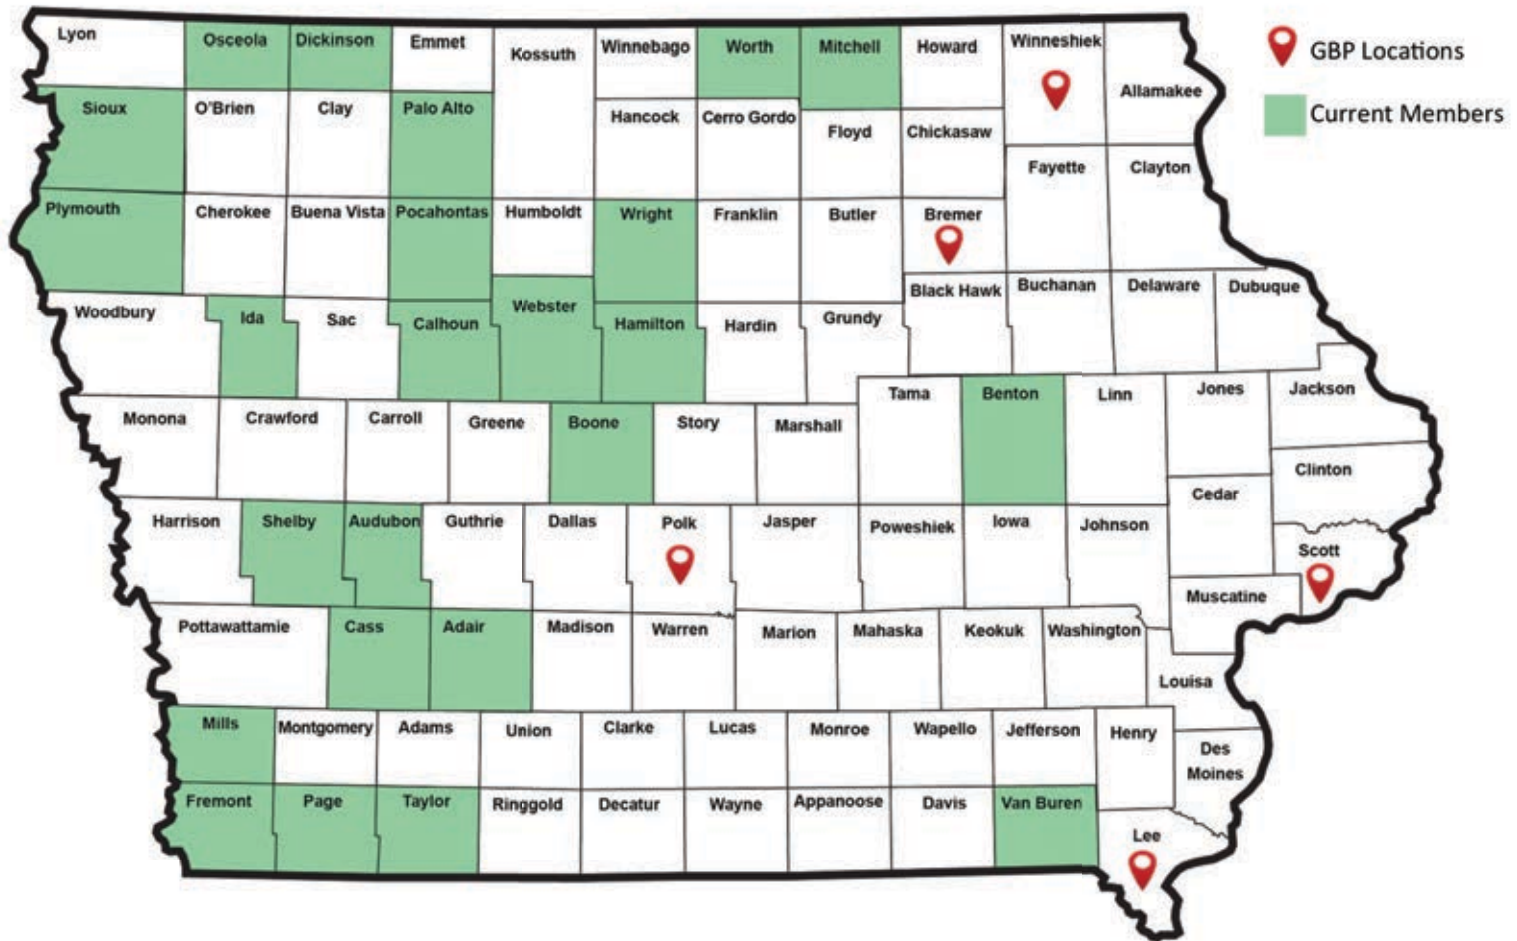 Lyon
Osceola
Dickinson
Emmet
Kossuth
Winnebago
Worth
Mitchell
Howard
Winneshiek
Allamakee
GBP Locations
Current Members
Sioux
O'Brien
Clay
Palo Alto
Hancock
Cerro Gordo
Floyd
Chickasaw
Fayette
Clayton
Plymouth
Cherokee
Buena Vista
Pocahontas
Humboldt
Wright
Franklin
Butler
Bremer
Woodbury
Ida
Sac
Calhoun
Webster
Hamilton
Hardin
Grundy
Black Hawk
Buchanan
Delaware
Dubuque
Monona
Crawford
Carroll
Greene
Boone
Story
Marshall
Tama
Benton
Linn
Jones
Jackson
Clinton
Cedar
Harrison
Shelby
Audubon
Guthrie
Dallas
Polk
Jasper
Poweshiek
Iowa
Johnson
Scott
Muscatine
Pottawattamie
Cass
Adair
Madison
Warren
Marion
Mahaska
Keokuk
Washington
Louisa
Mills
Montgomery
Adams
Union
Clarke
Lucas
Monroe
Wapello
Jefferson
Henry
Des
Moines
Fremont
Page
Taylor
Ringgold
Decatur
Wayne
Appanoose
Davis
Van Buren
Lee